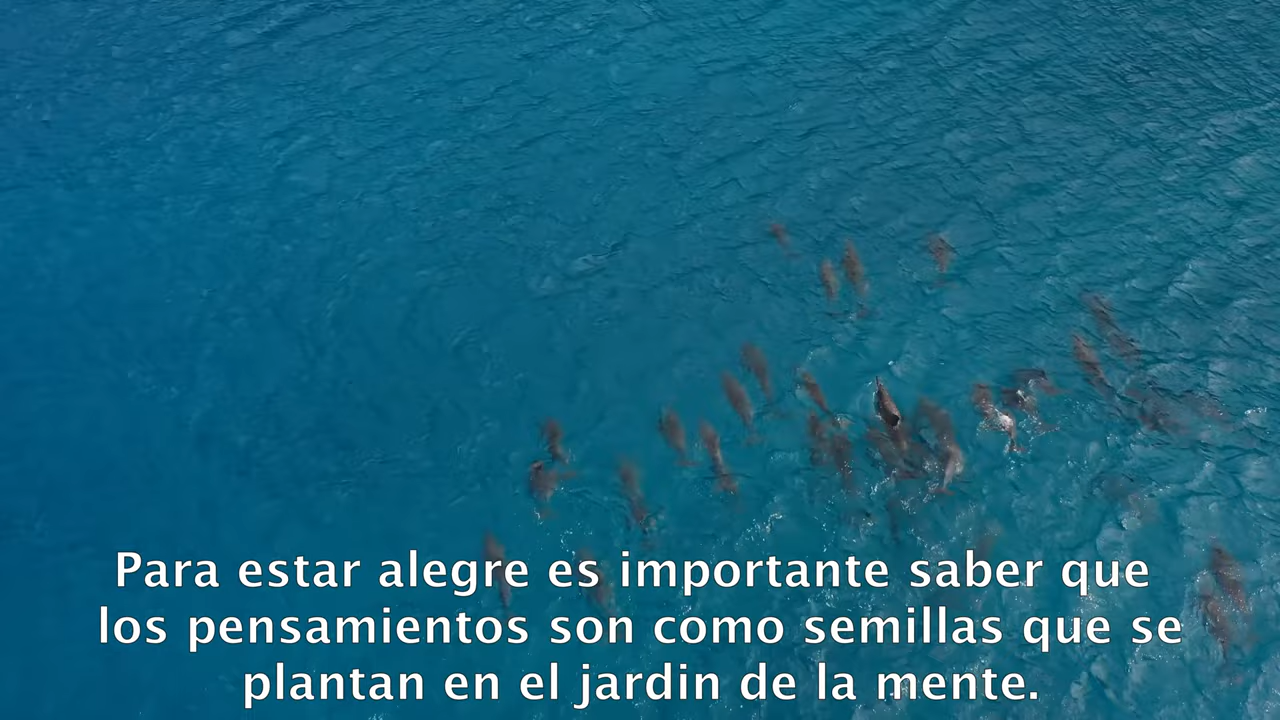 Para estar alegre es importante saber que
los pensamientos son como semillas que se
plantan en el jardin de la mente.